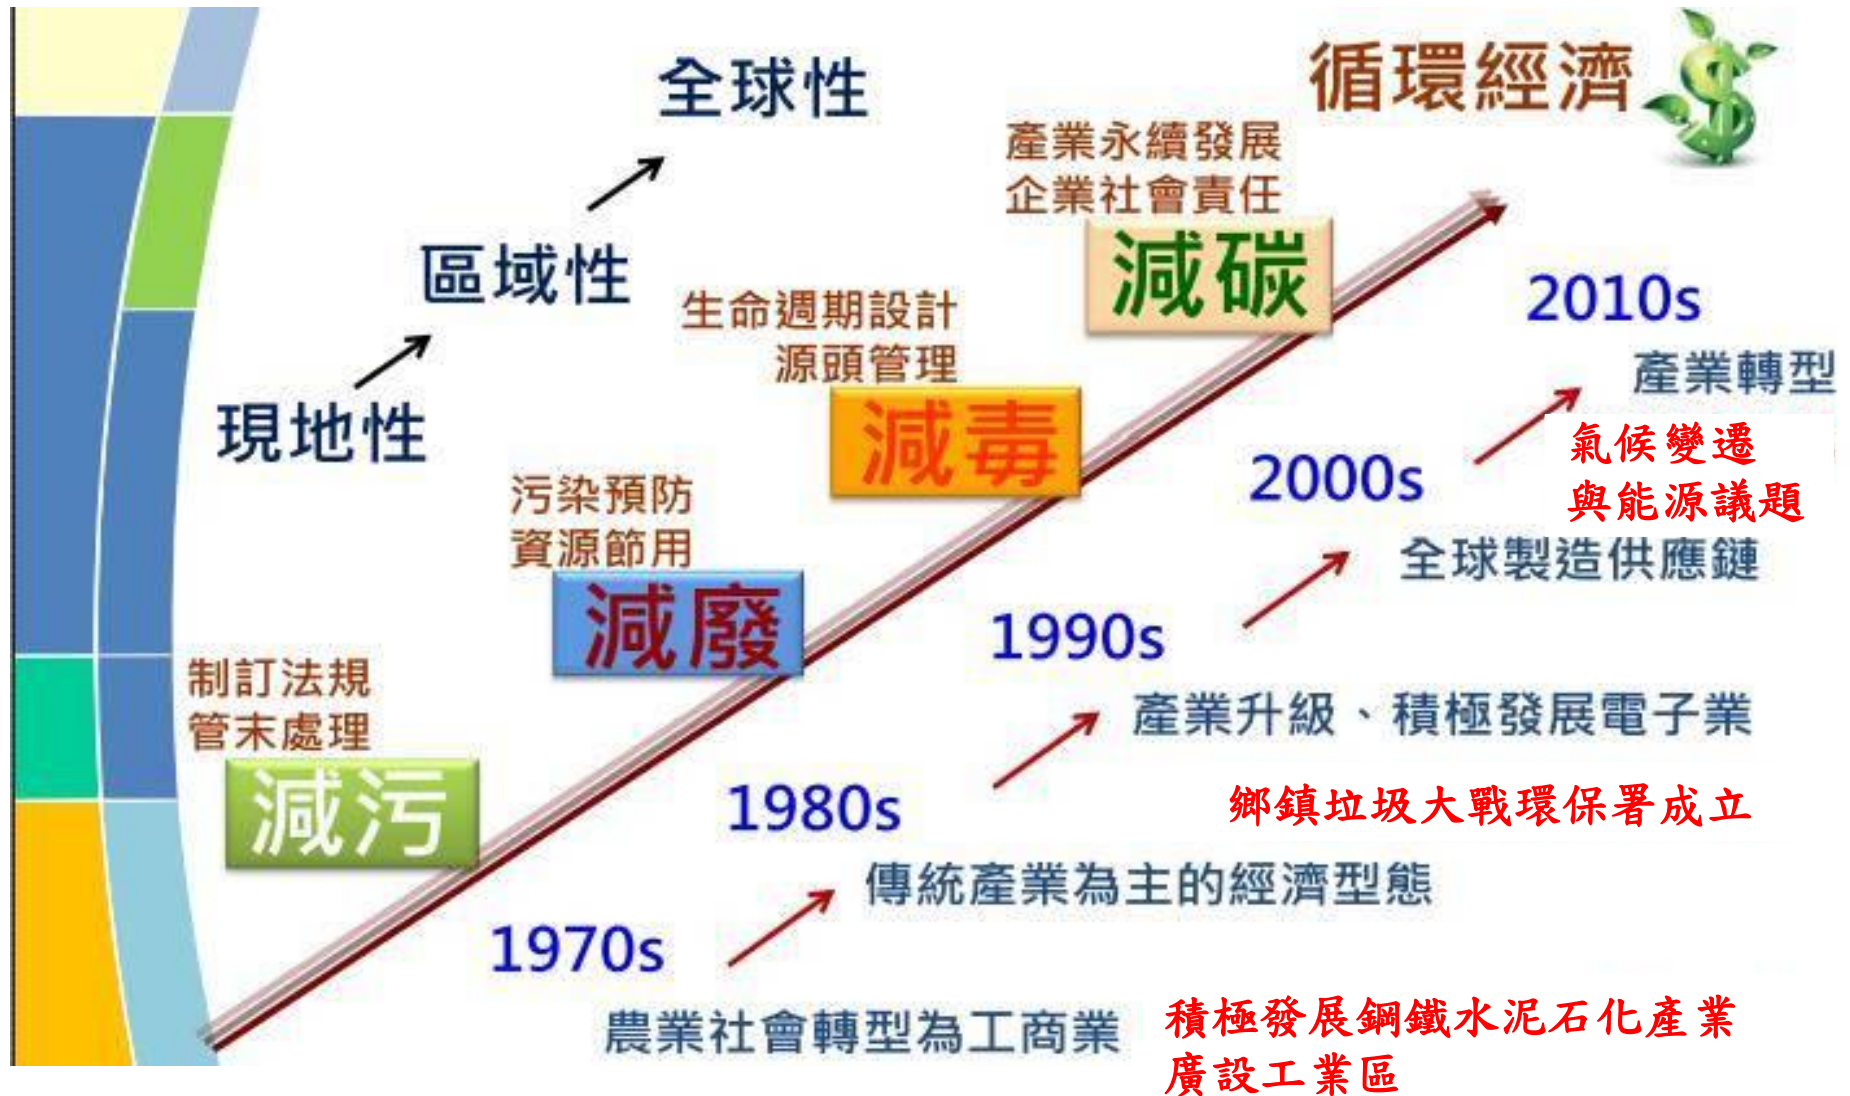 循環經濟
全球性
區域性
現地性
產業永續發展
企業社會責任
減碳
生命週期設計
源頭管理
減毒
污染預防
資源節用
減廢
制訂法規
管末處理
減污
2010s
產業轉型
氣候變遷
與能源議題
2000s
全球製造供應鏈
1990s
產業升級、積極發展電子業
鄉鎮垃圾大戰環保署成立
1980s
傳統產業為主的經濟型態
1970s
農業社會轉型為工商業
積極發展鋼鐵水泥石化產業
廣設工業區